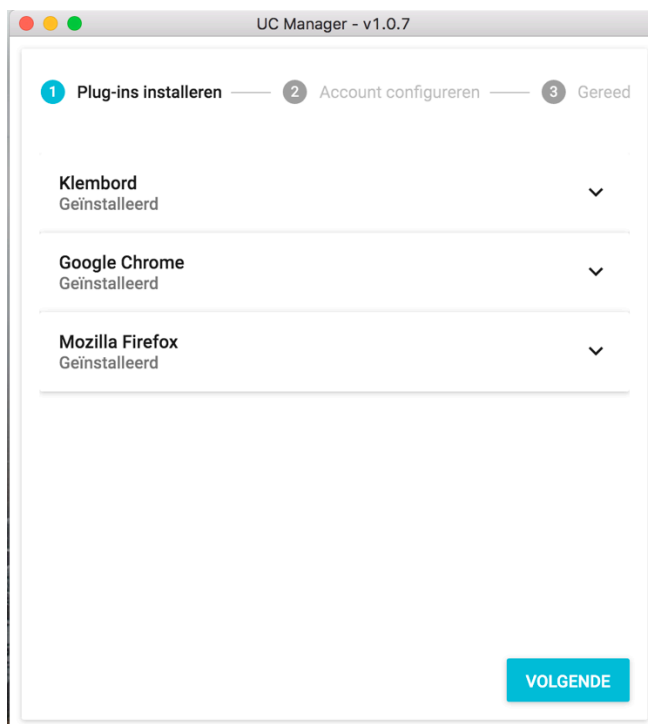 UC Manager - v1.0.7
1 Plug-ins installeren 2 Account configureren 3 Gereed
Klembord
Geïnstalleerd
Google Chrome
Geïnstalleerd
Mozilla Firefox
Geïnstalleerd
VOLGENDE